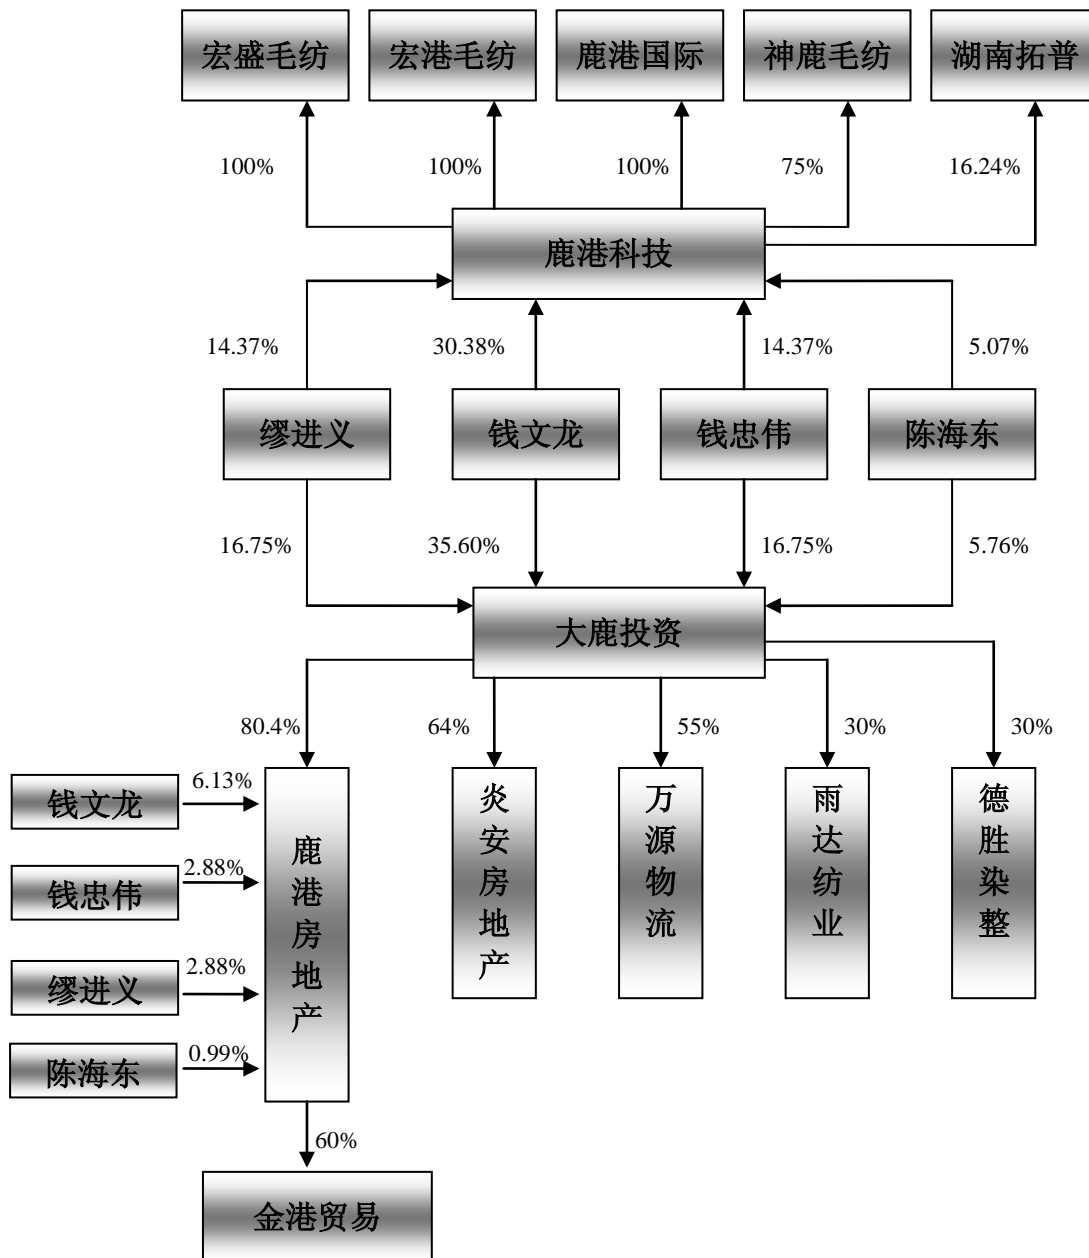 宏盛毛纺
宏港毛纺
鹿港国际
神鹿毛纺
湖南拓普
100%
100%
100%
75%
16.24%
鹿港科技
14.37%
30.38%
14.37%
5.07%
缪进义
钱文龙
钱忠伟
陈海东
16.75%
35.60%
16.75%
5.76%
大鹿投资
80.4%
64%
55%
30%
30%
钱文龙
6.13%
钱忠伟
2.88%
缪进义
2.88%
陈海东
0.99%
鹿港房地产
炎安房地产
万源物流
雨达纺业
德胜染整
60%
金港贸易